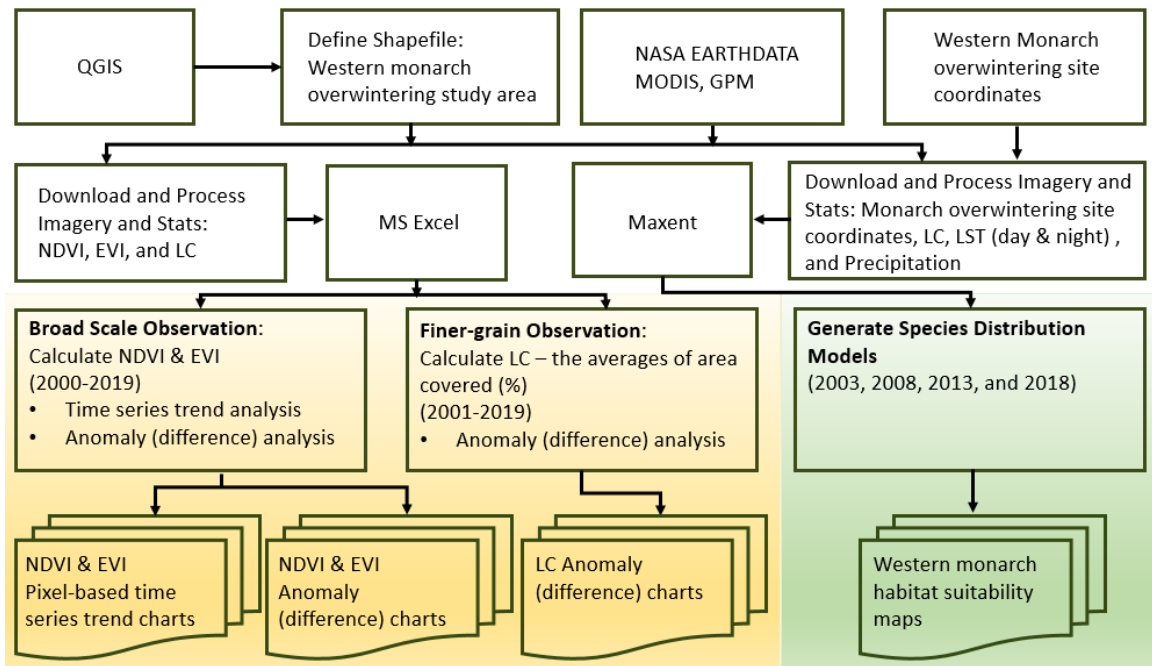 QGIS
Define Shapefile:
Western monarch
overwintering study area
NASA EARTHDATA
MODIS, GPM
Western Monarch
overwintering site
coordinates
Download and Process
Imagery and Stats:
NDVI, EVI, and LC
MS Excel
Maxent
Download and Process Imagery and
Stats: Monarch overwintering site
coordinates, LC, LST (day & night) ,
and Precipitation
Broad Scale Observation:
Calculate NDVI & EVI
(2000-2019)
• Time series trend analysis
• Anomaly (difference) analysis
Finer-grain Observation:
Calculate LC – the averages of area
covered (%)
(2001-2019)
• Anomaly (difference) analysis
Generate Species Distribution
Models
(2003, 2008, 2013, and 2018)
NDVI & EVI
Pixel-based time
series trend charts
NDVI & EVI
Anomaly
(difference) charts
LC Anomaly
(difference) charts
Western monarch
habitat suitability
maps